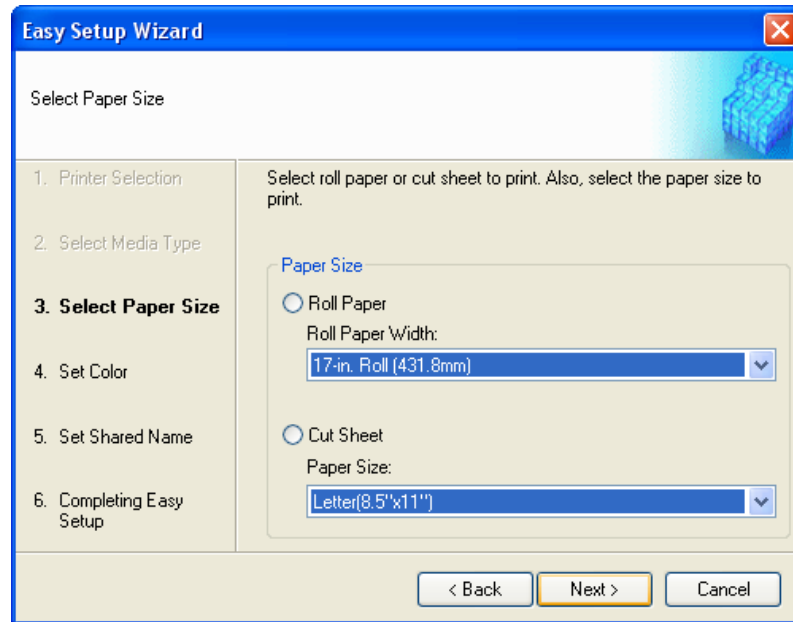 Easy Setup Wizard
Select Paper Size
1. Printer Selection
2. Select Media Type
3. Select Paper Size
4. Set Color
5. Set Shared Name
6. Completing Easy
Setup
Select roll paper or cut sheet to print. Also, select the paper size to
print.
Paper Size
Roll Paper
Roll Paper Width:
17-in. Roll (431.8mm)
Cut Sheet
Paper Size:
Letter(8.5"x11")
< Back
Next >
Cancel